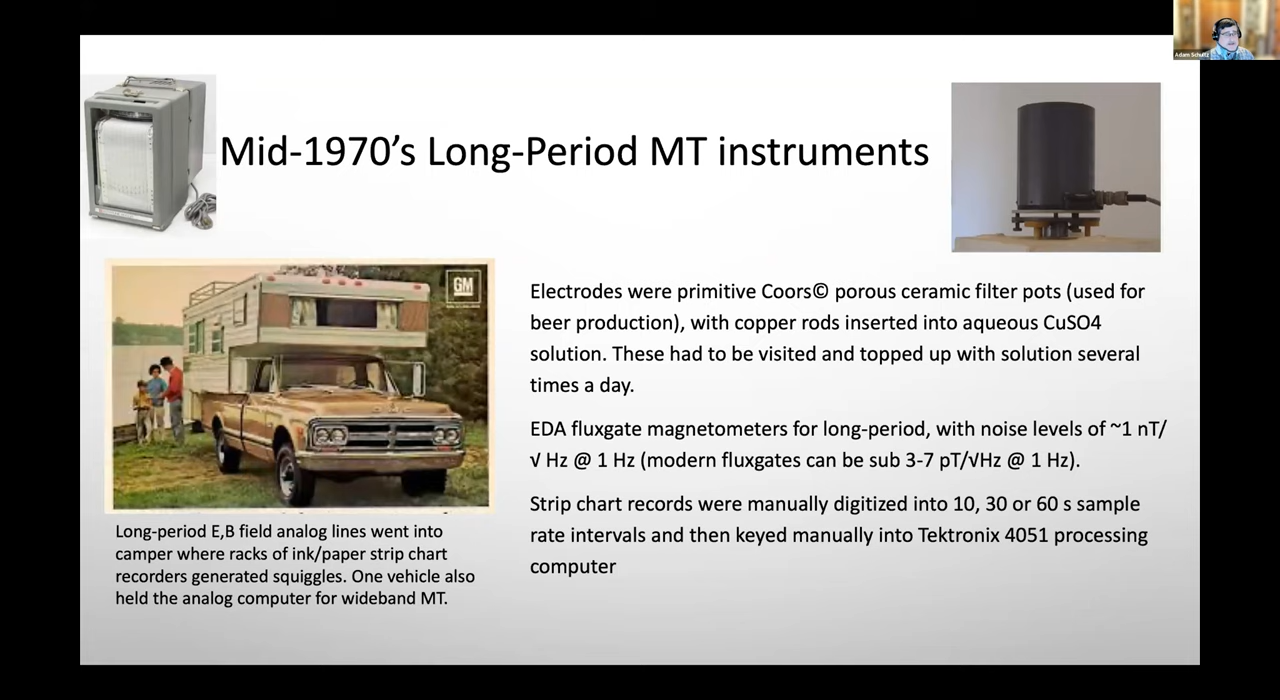 Adam Schultz
Mid-1970's Long-Period MT instruments
GM
Electrodes were primitive Coors© porous ceramic filter pots (used for
beer production), with copper rods inserted into aqueous CuSO4
solution. These had to be visited and topped up with solution several
times a day.
EDA fluxgate magnetometers for long-period, with noise levels of ~1 nT/
√ Hz @ 1 Hz (modern fluxgates can be sub 3-7 pT/√Hz @ 1 Hz).
Strip chart records were manually digitized into 10, 30 or 60 s sample
rate intervals and then keyed manually into Tektronix 4051 processing
computer
Long-period E,B field analog lines went into
camper where racks of ink/paper strip chart
recorders generated squiggles. One vehicle also
held the analog computer for wideband MT.